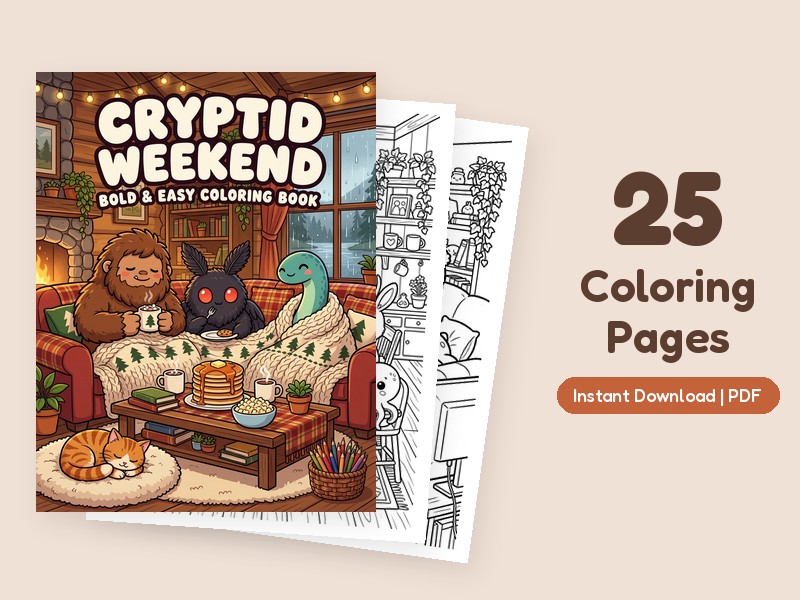 CRYPTID
WEEKEND
BOLD & EASY COLORING BOOK
25
Coloring
Pages
Instant Download | PDF